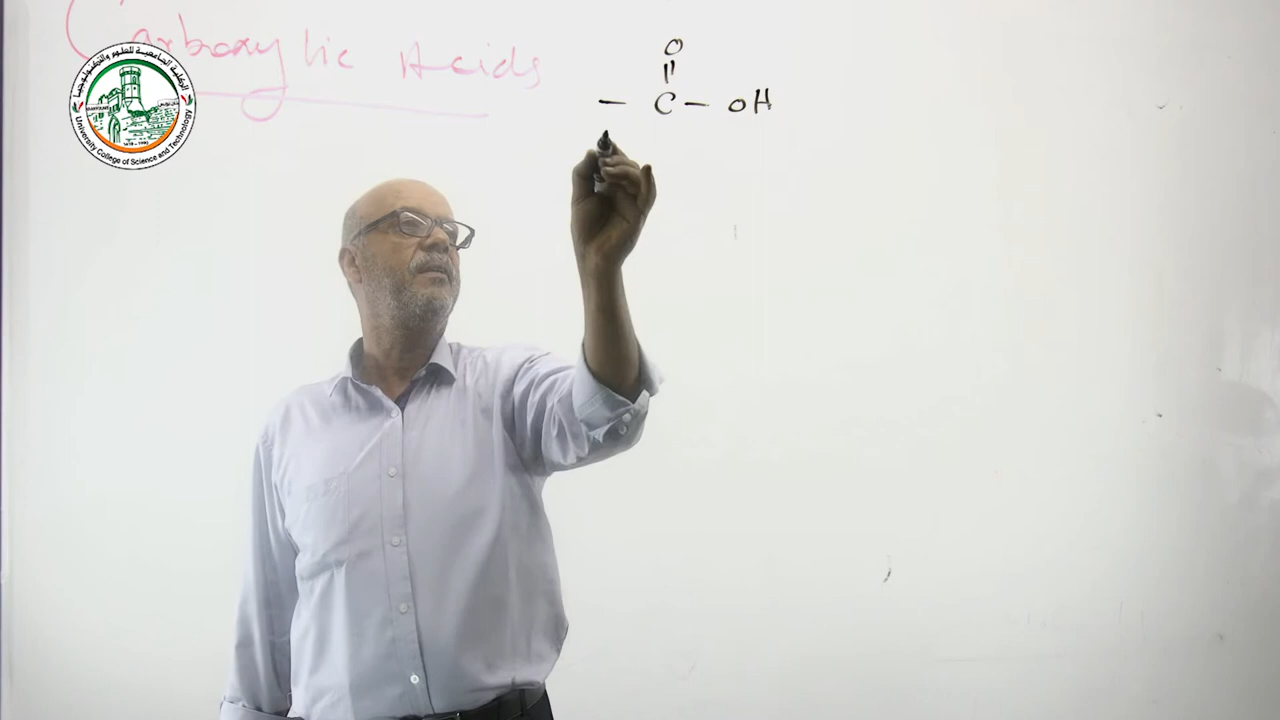 Carboxylic Acids
O
||
— C — OH
الكلية الجامعية للعلوم والتكنولوجيا
University College of Science and Technology